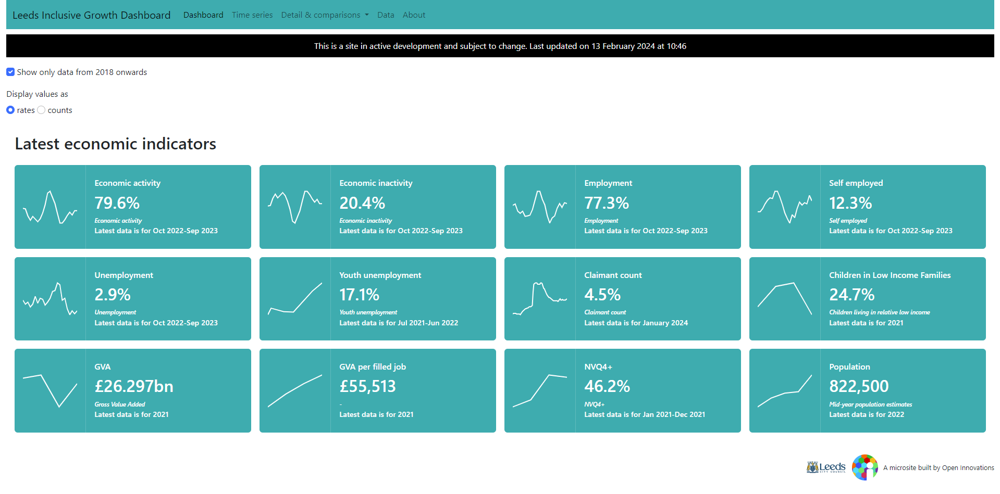 Leeds Inclusive Growth Dashboard Dashboard Time series Detail & comparisons Data About
This is a site in active development and subject to change. Last updated on 13 February 2024 at 10:46
Show only data from 2018 onwards
Display values as
rates counts
Latest economic indicators
Economic activity
79.6%
Economic activity
Latest data is for Oct 2022-Sep 2023
Economic inactivity
20.4%
Economic inactivity
Latest data is for Oct 2022-Sep 2023
Employment
77.3%
Employment
Latest data is for Oct 2022-Sep 2023
Self employed
12.3%
Self employed
Latest data is for Oct 2022-Sep 2023
Unemployment
2.9%
Unemployment
Latest data is for Oct 2022-Sep 2023
Youth unemployment
17.1%
Youth unemployment
Latest data is for Jul 2021-Jun 2022
Claimant count
4.5%
Claimant count
Latest data is for January 2024
Children in Low Income Families
24.7%
Children living in relative low income
Latest data is for 2021
GVA
£26.297bn
Gross Value Added
Latest data is for 2021
GVA per filled job
£55,513
-
Latest data is for 2021
NVQ4+
46.2%
NVQ4+
Latest data is for Jan 2021-Dec 2021
Population
822,500
Mid-year population estimates
Latest data is for 2022
Leeds
CITY COUNCIL
A microsite built by Open Innovations